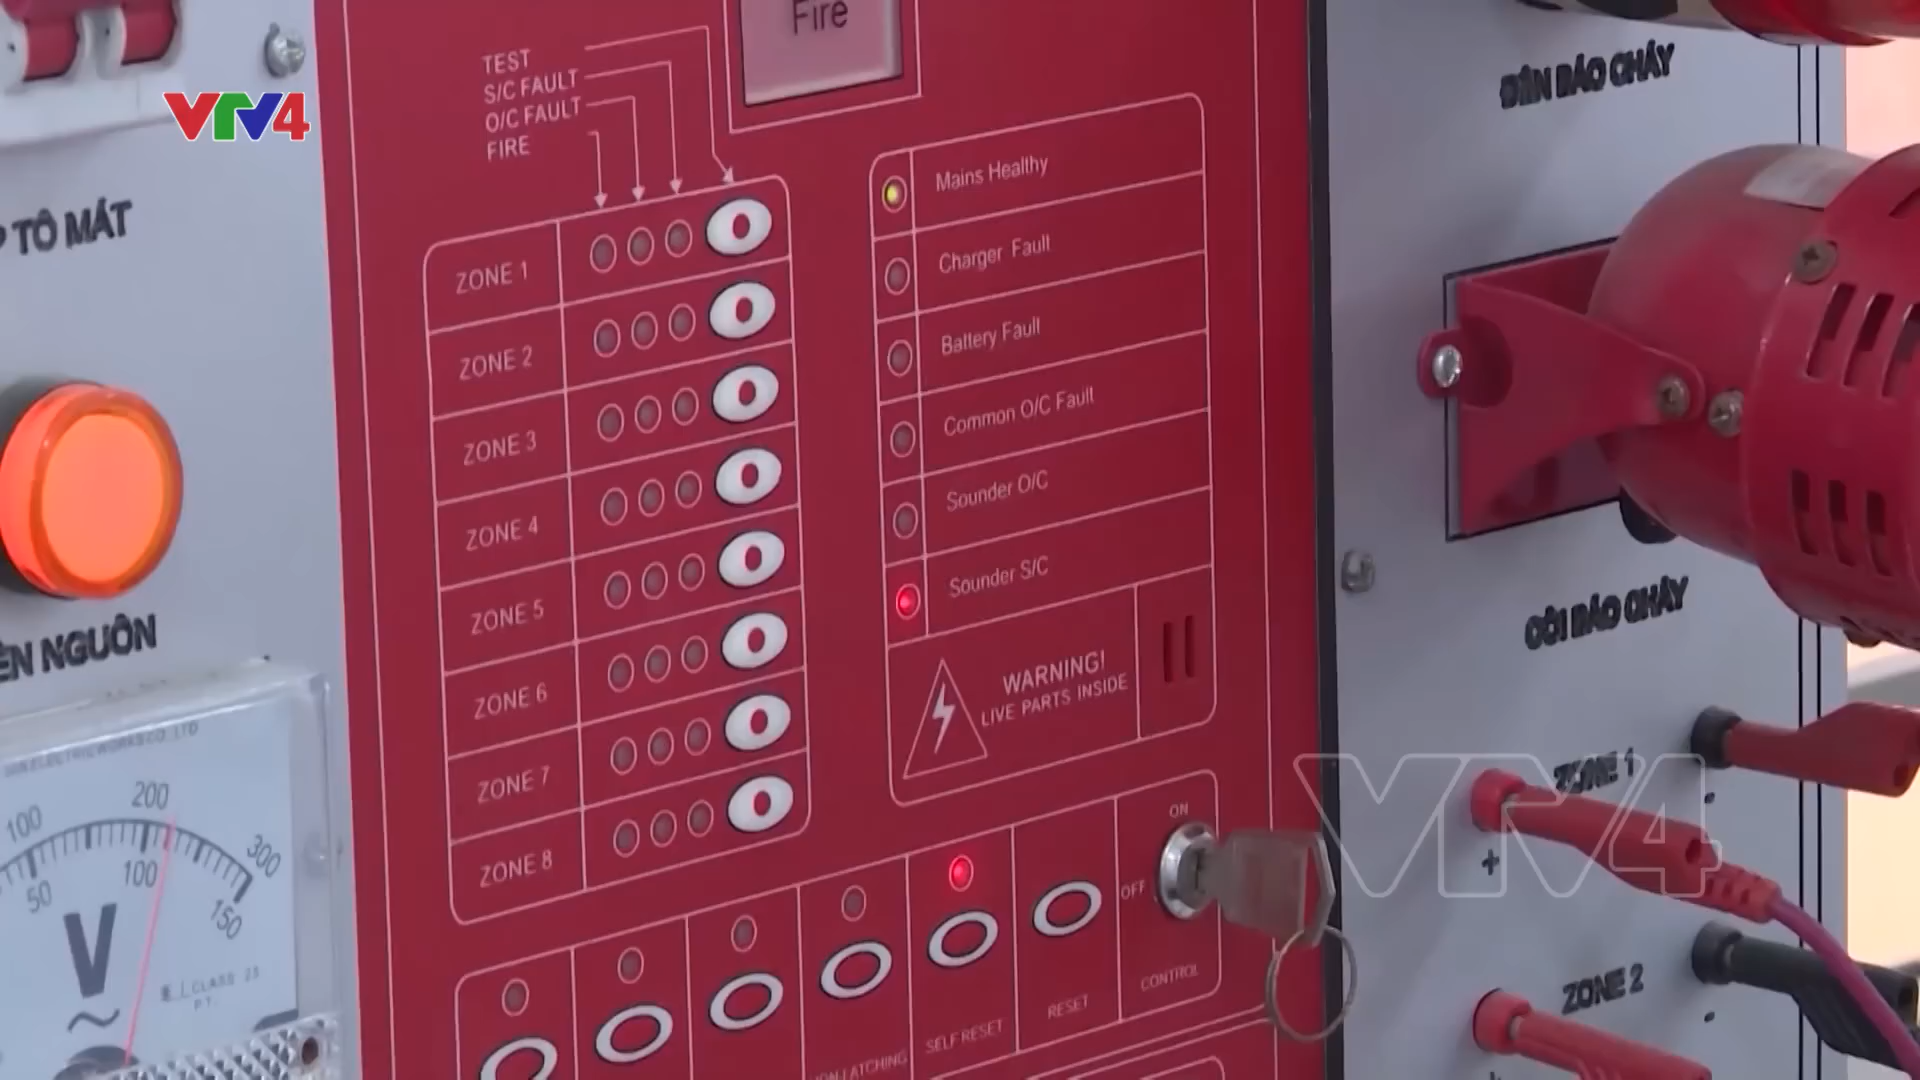 Fire
TEST
S/C FAULT
O/C FAULT
FIRE
VTV4
TÔ MÁT
ZONE 1
ZONE 2
ZONE 3
ZONE 4
ZONE 5
ZONE 6
ZONE 7
ZONE 8
Mains Healthy
Charger Fault
Battery Fault
Common O/C Fault
Sounder O/C
Sounder S/C
WARNING!
LIVE PARTS INSIDE
ĐÈN BÁO CHÁY
CÒI BÁO CHÁY
NGUỒN
100
200
300
50
100
150
V
CLASS 2.5
P.T.
ON
OFF
CONTROL
RESET
SELF RESET
ZONE 1
+
-
VTV4
ZONE 2
-
+